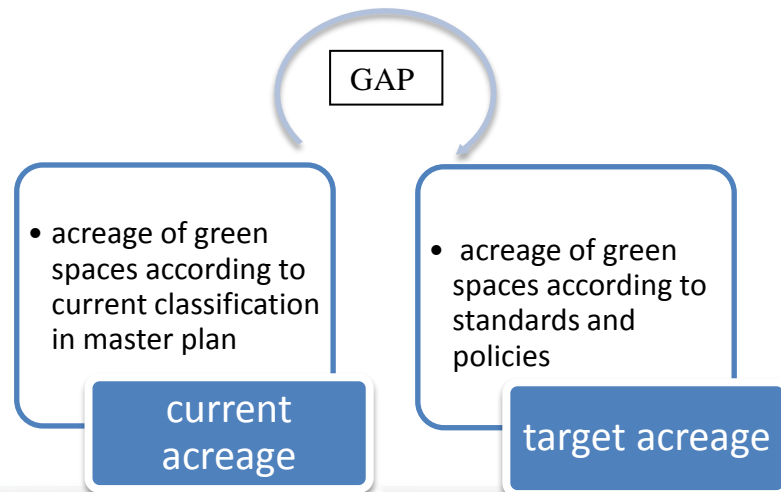 GAP
• acreage of green
spaces according to
current classification
in master plan
current
acreage
• acreage of green
spaces according to
standards and
policies
target acreage